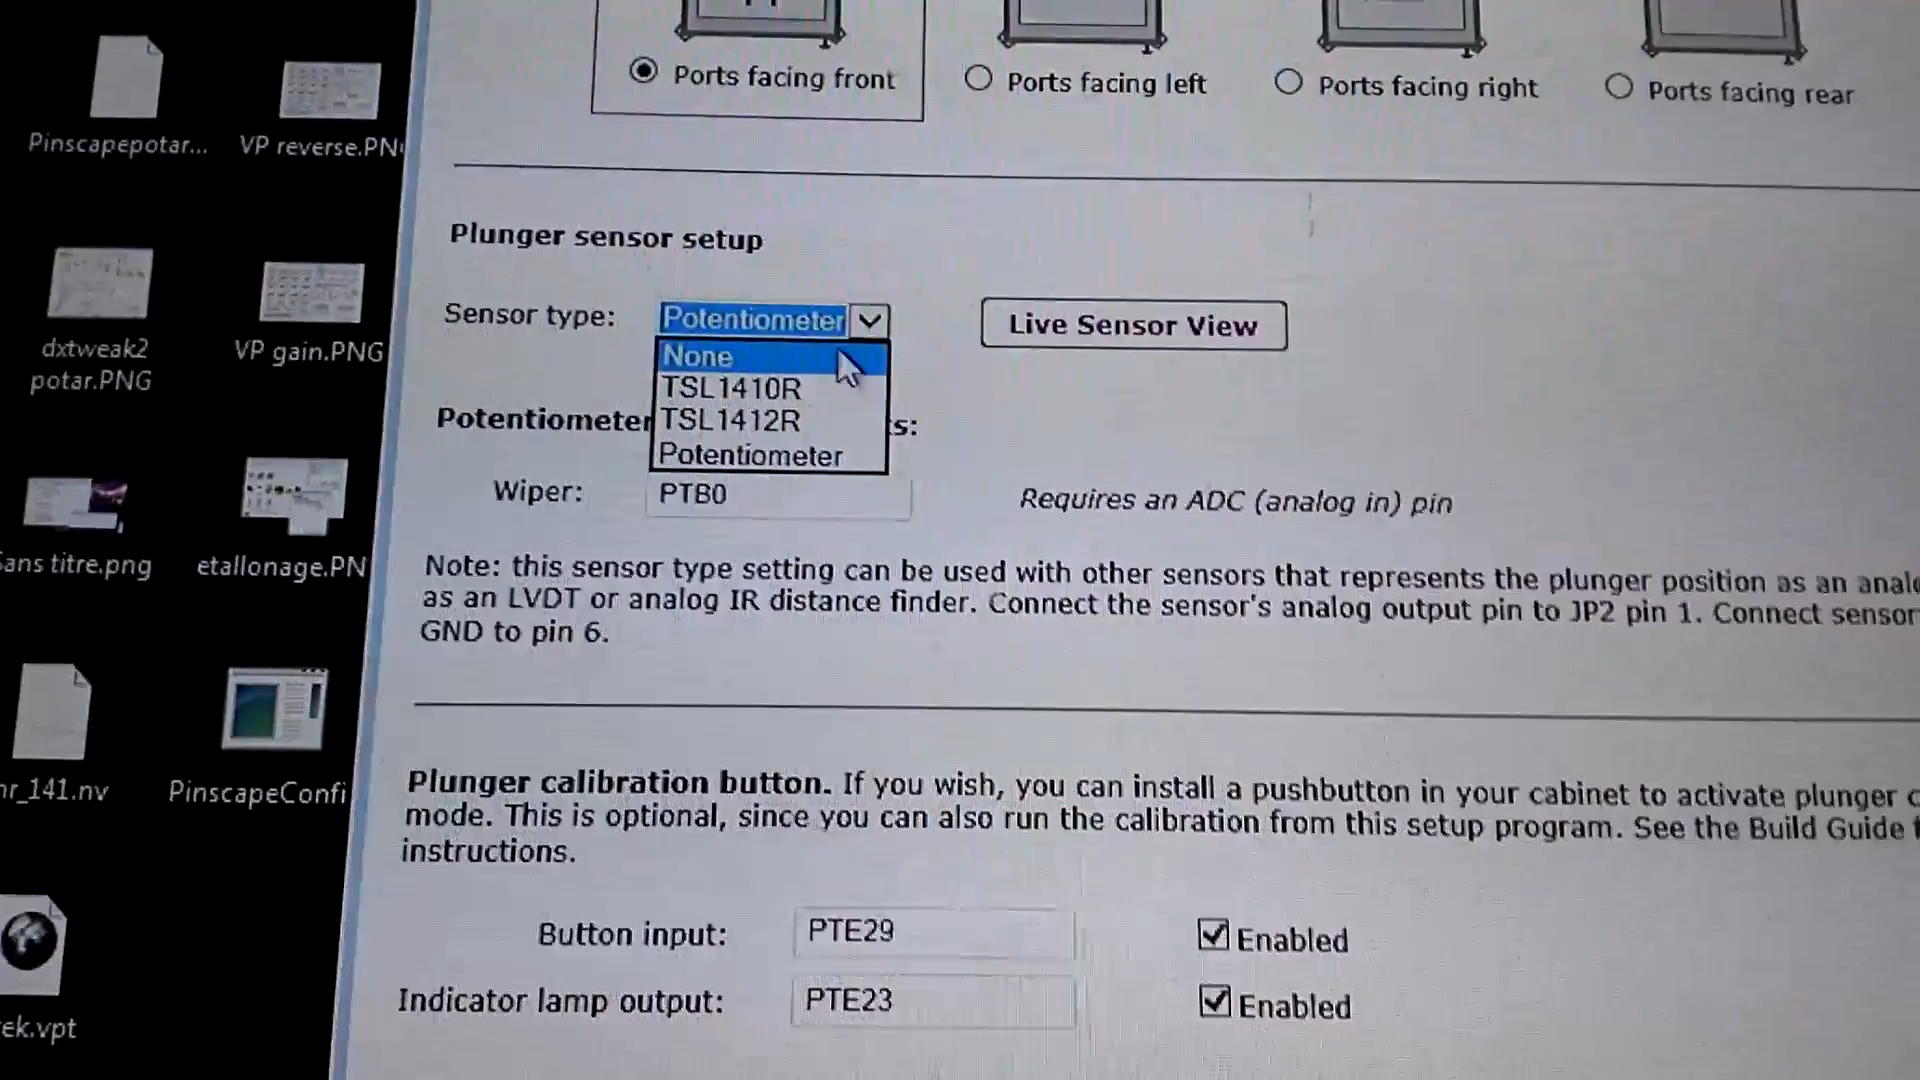 Ports facing front
Ports facing left
Ports facing right
Ports facing rear
Pinscapepotar...
VP reverse.PN
Plunger sensor setup
Sensor type:
Potentiometer
Live Sensor View
None
TSL1410R
TSL1412R
Potentiometer
dxtweak2
potar.PNG
VP gain.PNG
Potentiometer
s:
Wiper:
PTB0
Requires an ADC (analog in) pin
ans titre.png
etallonage.PN
Note: this sensor type setting can be used with other sensors that represents the plunger position as an analo
as an LVDT or analog IR distance finder. Connect the sensor's analog output pin to JP2 pin 1. Connect sensor
GND to pin 6.
r_141.nv
PinscapeConfi
Plunger calibration button. If you wish, you can install a pushbutton in your cabinet to activate plunger c
mode. This is optional, since you can also run the calibration from this setup program. See the Build Guide f
instructions.
Button input:
PTE29
Enabled
Indicator lamp output:
PTE23
Enabled
ek.vpt